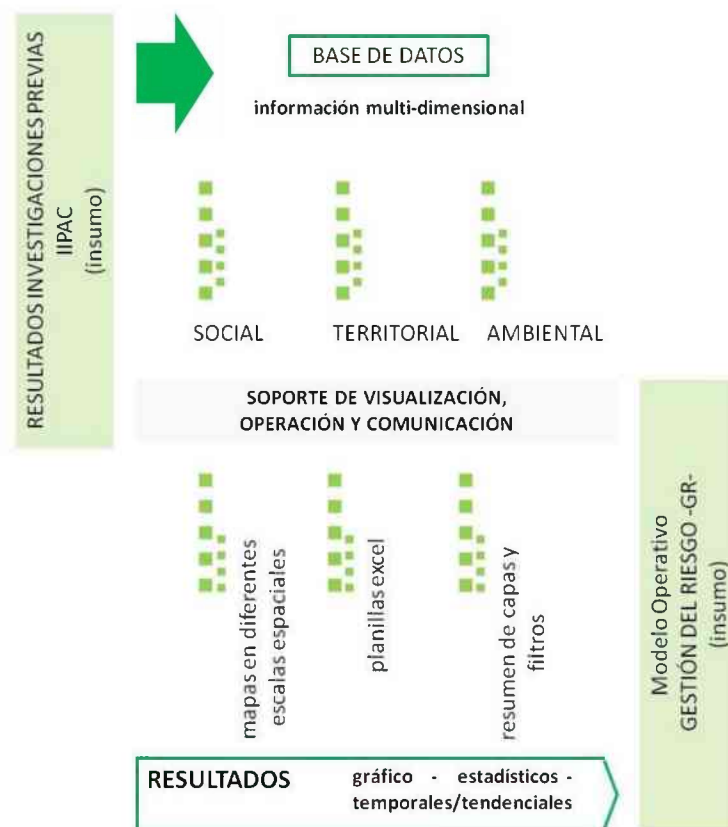 RESULTADOS INVESTIGACIONES PREVIAS
IIPAC
(insumo)
BASE DE DATOS
información multi-dimensional
SOCIAL
TERRITORIAL
AMBIENTAL
SOPORTE DE VISUALIZACIÓN,
OPERACIÓN Y COMUNICACIÓN
mapas en diferentes
escalas espaciales
planillas excel
resumen de capas y
filtros
Modelo Operativo
GESTIÓN DEL RIESGO -GR-
(insumo)
RESULTADOS
gráfico - estadísticos -
temporales/tendenciales